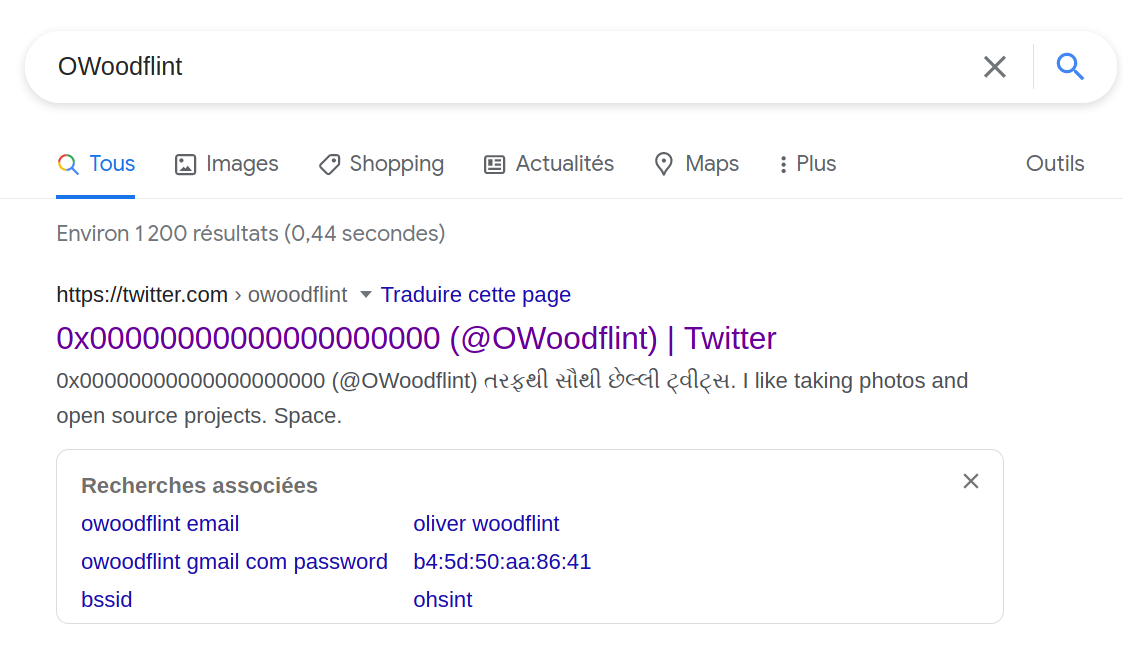 OWoodflint
Tous Images Shopping Actualités Maps Plus Outils
Environ 1 200 résultats (0,44 secondes)
https://twitter.com › owoodflint Traduire cette page
0x00000000000000000000 (@OWoodflint) | Twitter
0x00000000000000000000 (@OWoodflint) તરફથી સૌથી છેલ્લી ટ્વીટ્સ. I like taking photos and
open source projects. Space.
Recherches associées
owoodflint email oliver woodflint
owoodflint gmail com password b4:5d:50:aa:86:41
bssid ohsint